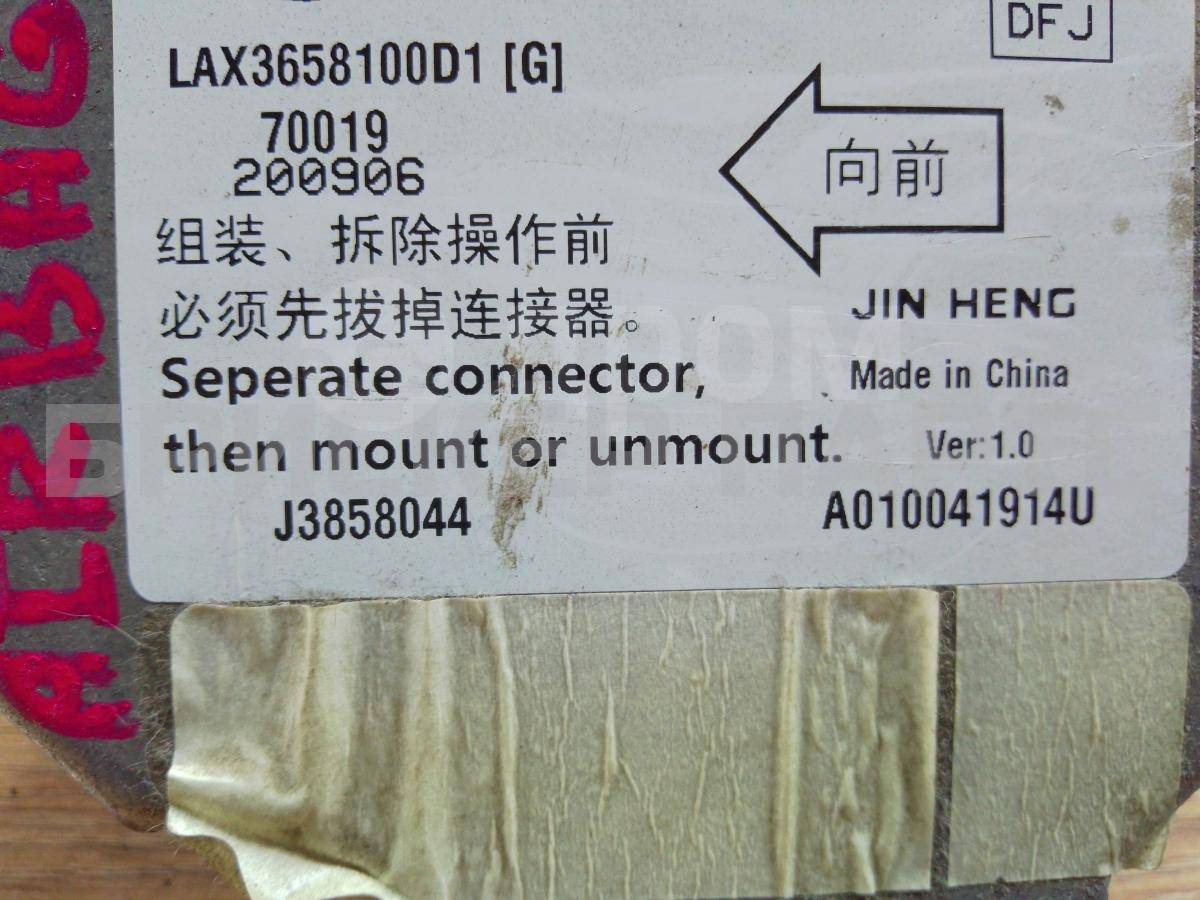 DFJ
LAX3658100D1 [G]
70019
200906
向前
组装、拆除操作前
必须先拔掉连接器。
JIN HENG
Seperate connector,
Made in China
then mount or unmount.
Ver:1.0
J3858044
A010041914U
AIRBAG